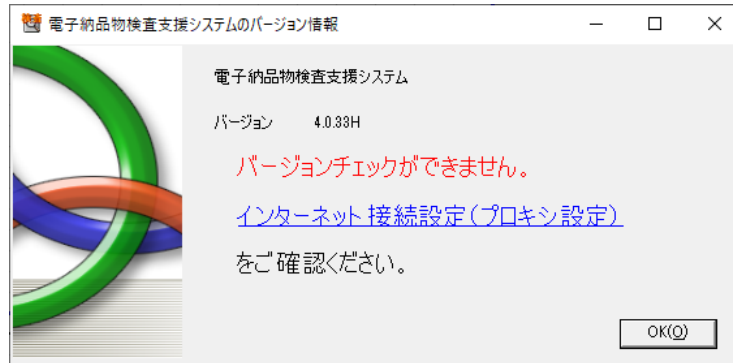 電子納品物検査支援システムのバージョン情報
電子納品物検査支援システム
バージョン 4.0.33H
バージョンチェックができません。
インターネット接続設定(プロキシ設定)
をご確認ください。
OK(O)